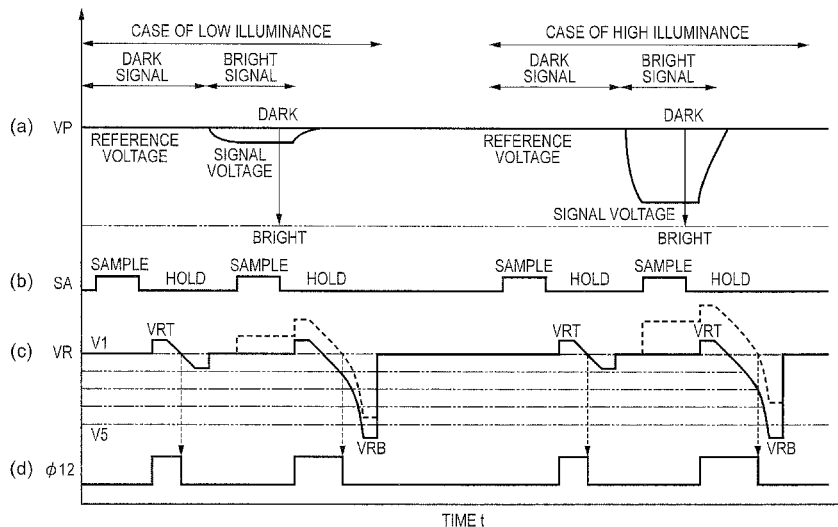 CASE OF LOW ILLUMINANCE
CASE OF HIGH ILLUMINANCE
DARK SIGNAL
BRIGHT SIGNAL
DARK SIGNAL
BRIGHT SIGNAL
(a) VP
DARK
DARK
REFERENCE VOLTAGE
SIGNAL VOLTAGE
REFERENCE VOLTAGE
SIGNAL VOLTAGE
BRIGHT
BRIGHT
(b) SA
SAMPLE
HOLD
SAMPLE
HOLD
SAMPLE
HOLD
SAMPLE
HOLD
V1
VRT
VRT
VRT
(c) VR
V5
VRB
VRB
(d) φ12
TIME t